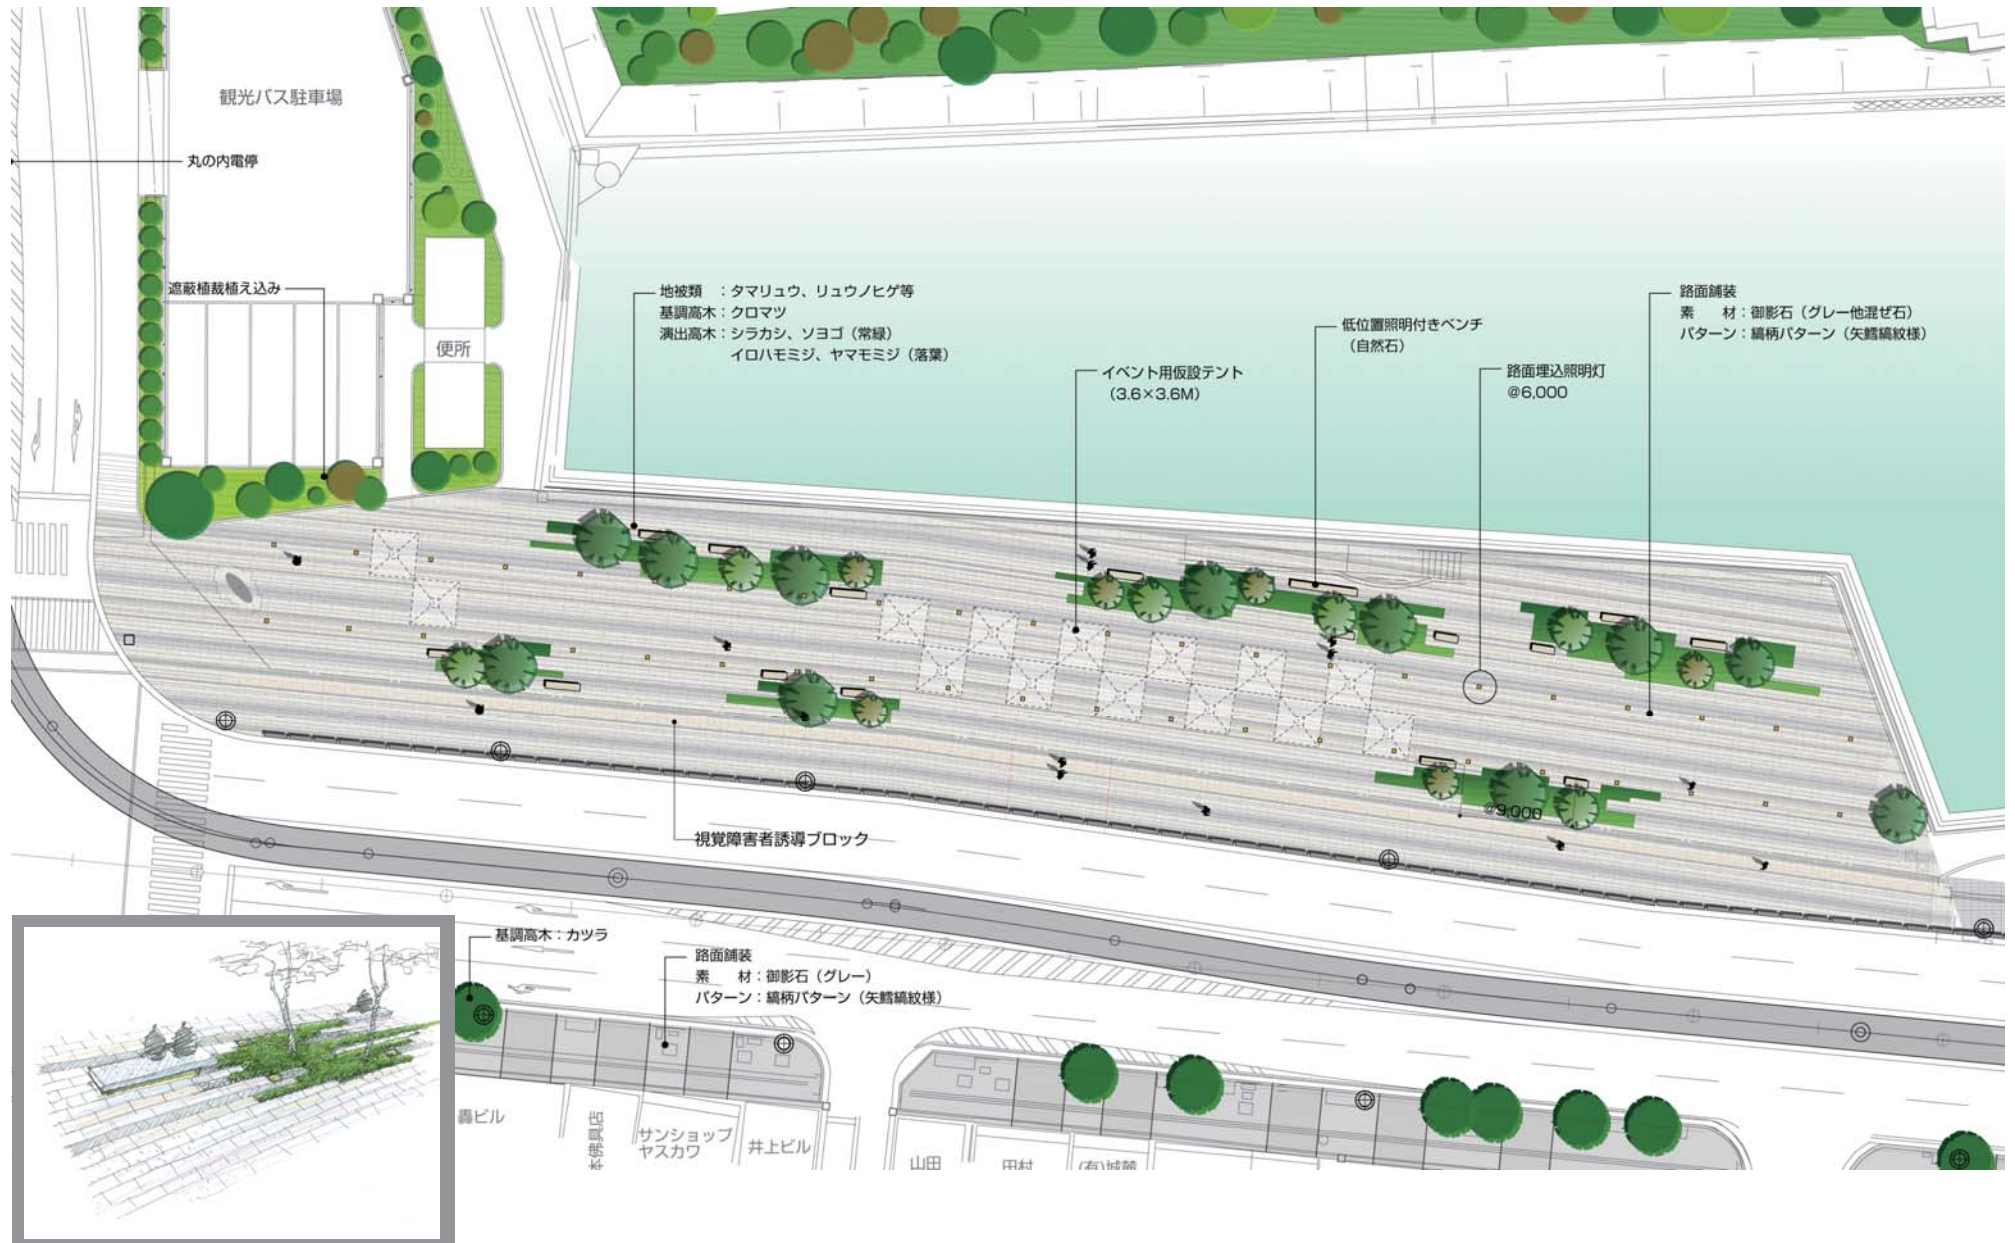 観光バス駐車場
丸の内電停
遮蔽植栽植え込み
便所
地被類　：タマリュウ、リュウノヒゲ等
基調高木：クロマツ
演出高木：シラカシ、ソヨゴ（常緑）
イロハモミジ、ヤマモミジ（落葉）
イベント用仮設テント
（3.6×3.6M）
低位置照明付きベンチ
（自然石）
路面埋込照明灯
@6,000
路面舗装
素　　材：御影石（グレー他混ぜ石）
パターン：縞柄パターン（矢鱈縞紋様）
@9,000
視覚障害者誘導ブロック
基調高木：カツラ
路面舗装
素　　材：御影石（グレー）
パターン：縞柄パターン（矢鱈縞紋様）
轟ビル
本佛具店
サンショップ
ヤスカワ
井上ビル
山田
田村
(有)城